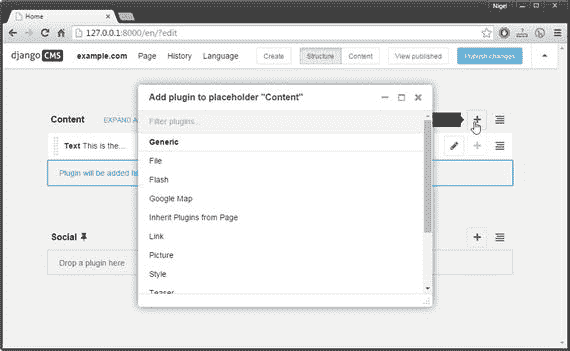 Nigel
Home
127.0.0.1:8000/en/?edit
django CMS example.com Page History Language Create Structure Content View published Publish changes
Add plugin to placeholder "Content"
Filter plugins...
Content EXPAND A
Generic
Text This is the...
File
Plugin will be added he
Flash
Google Map
Inherit Plugins from Page
Link
Social
Picture
Drop a plugin here
Style
Teaser